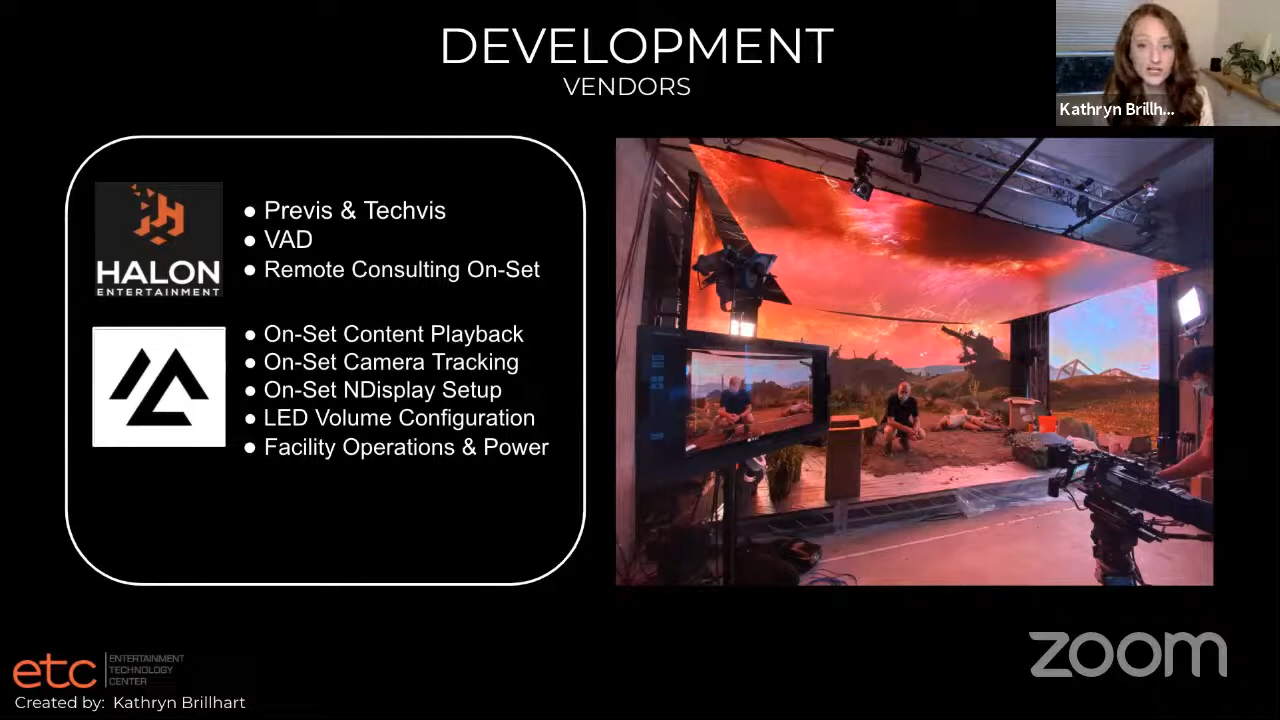 DEVELOPMENT
VENDORS
Kathryn Brillh...
HALON
ENTERTAINMENT
● Previs & Techvis
● VAD
● Remote Consulting On-Set
● On-Set Content Playback
● On-Set Camera Tracking
● On-Set NDisplay Setup
● LED Volume Configuration
● Facility Operations & Power
zoom
etc
ENTERTAINMENT
TECHNOLOGY
CENTER
Created by: Kathryn Brillhart